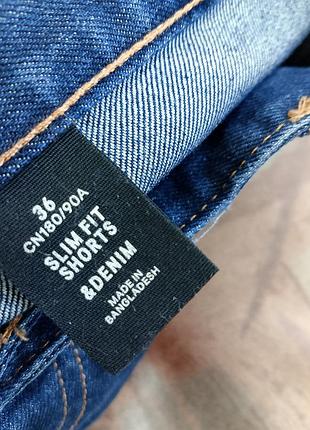 36
CN180/90A
SLIM FIT
SHORTS
&DENIM
MADE IN
BANGLADESH